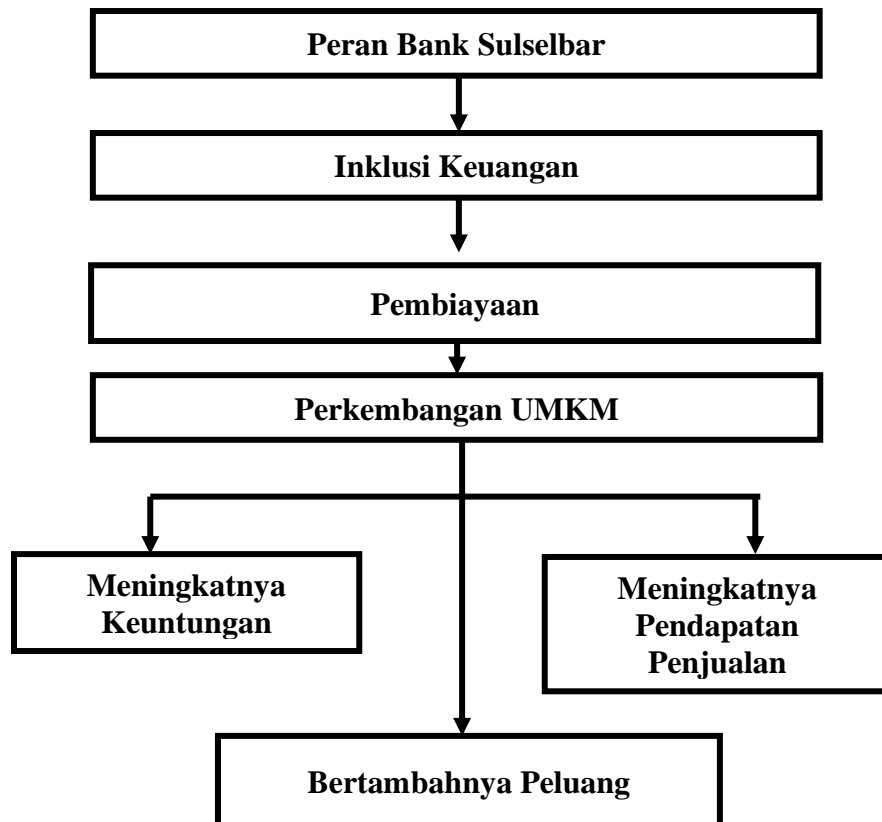 Peran Bank Sulselbar
Inklusi Keuangan
Pembiayaan
Perkembangan UMKM
Meningkatnya
Keuntungan
Meningkatnya
Pendapatan
Penjualan
Bertambahnya Peluang